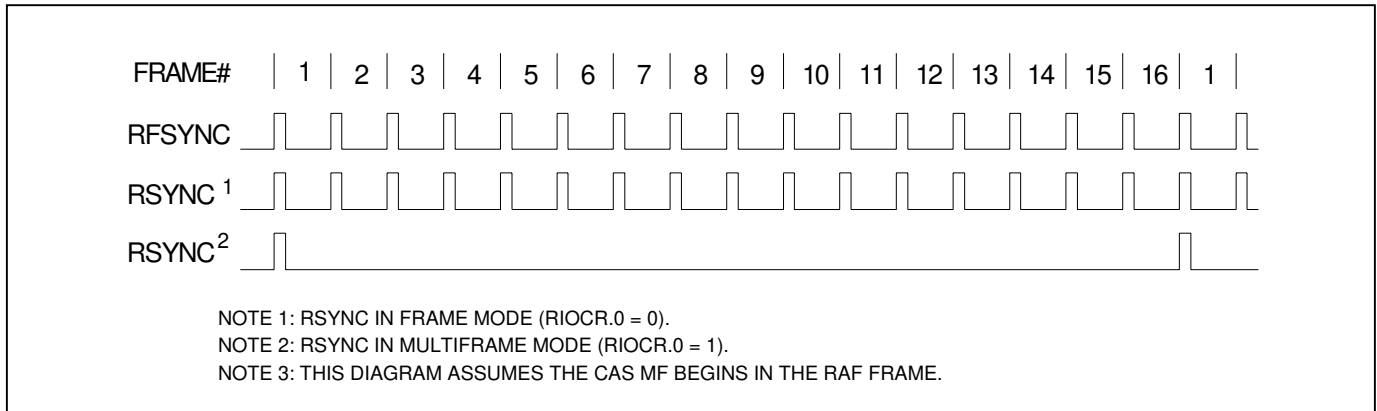 FRAME# 1 2 3 4 5 6 7 8 9 10 11 12 13 14 15 16 1
RFSYNC
RSYNC 1
RSYNC2
NOTE 1: RSYNC IN FRAME MODE (RIOCR.0 = 0).
NOTE 2: RSYNC IN MULTIFRAME MODE (RIOCR.0 = 1).
NOTE 3: THIS DIAGRAM ASSUMES THE CAS MF BEGINS IN THE RAF FRAME.